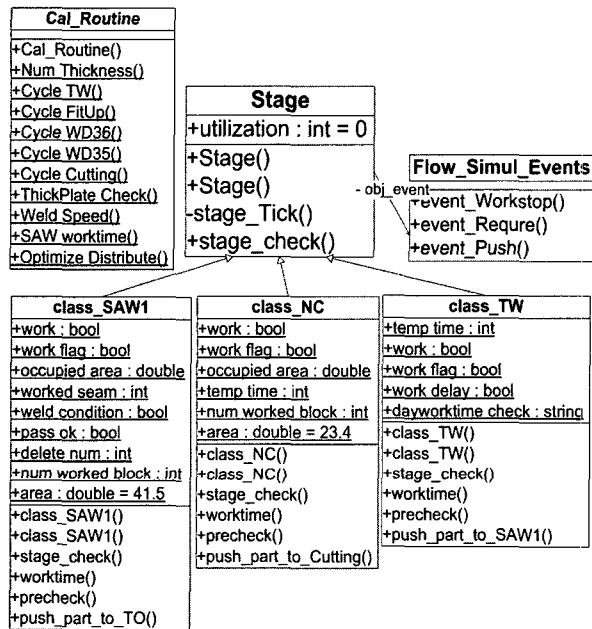 Cal_Routine
+Cal_Routine()
+Num Thickness()
+Cycle TW()
+Cycle FitUp()
+Cycle WD36()
+Cycle WD35()
+Cycle Cutting()
+ThickPlate Check()
+Weld Speed()
+SAW worktime()
+Optimize Distribute()
Stage
+utilization : int = 0
+Stage()
+Stage()
-stage_Tick()
+stage_check()
- obj_event
Flow_Simul_Events
+event_Workstop()
+event_Requre()
+event_Push()
class_SAW1
+work : bool
+work flag : bool
+occupied area : double
+worked seam : int
+weld condition : bool
+pass ok : bool
+delete num : int
+num worked block : int
+area : double = 41.5
+class_SAW1()
+class_SAW1()
+stage_check()
+worktime()
+precheck()
+push_part_to_TO()
class_NC
+work : bool
+work flag : bool
+occupied area : double
+temp time : int
+num worked block : int
+area : double = 23.4
+class_NC()
+class_NC()
+stage_check()
+worktime()
+precheck()
+push_part_to_Cutting()
class_TW
+temp time : int
+work : bool
+work flag : bool
+work delay : bool
+dayworktime check : string
+class_TW()
+class_TW()
+stage_check()
+worktime()
+precheck()
+push_part_to_SAW1()